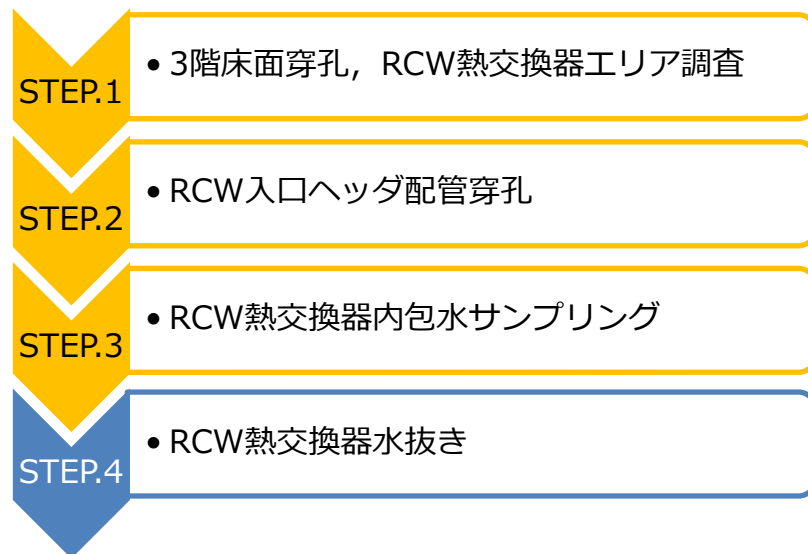 STEP.1
• 3階床面穿孔，RCW熱交換器エリア調査
STEP.2
• RCW入口ヘッダ配管穿孔
STEP.3
• RCW熱交換器内包水サンプリング
STEP.4
• RCW熱交換器水抜き